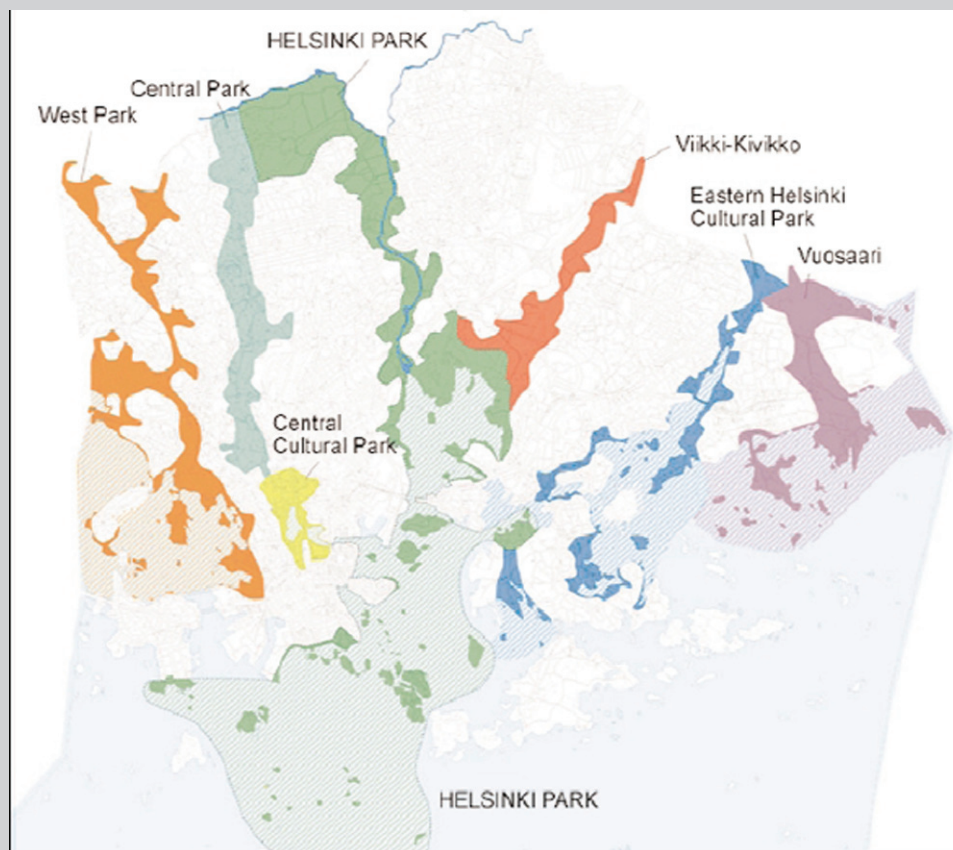 HELSINKI PARK
Central Park
West Park
Viikki-Kivikko
Eastern Helsinki
Cultural Park
Vuosaari
Central
Cultural Park
HELSINKI PARK